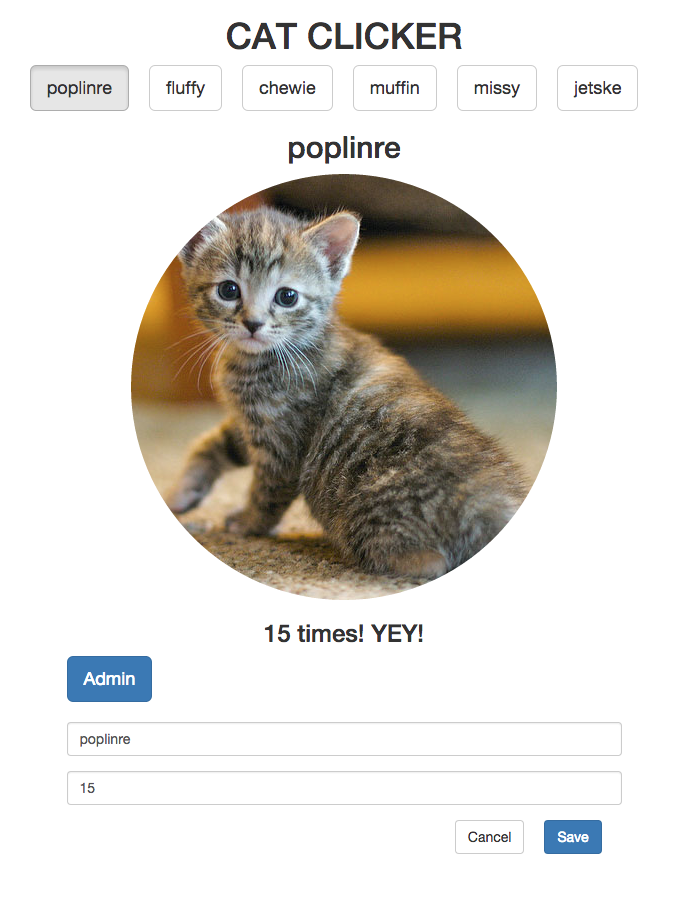 CAT CLICKER
poplinre fluffy chewie muffin missy jetske
poplinre
15 times! YEY!
Admin
poplinre
15
Cancel Save